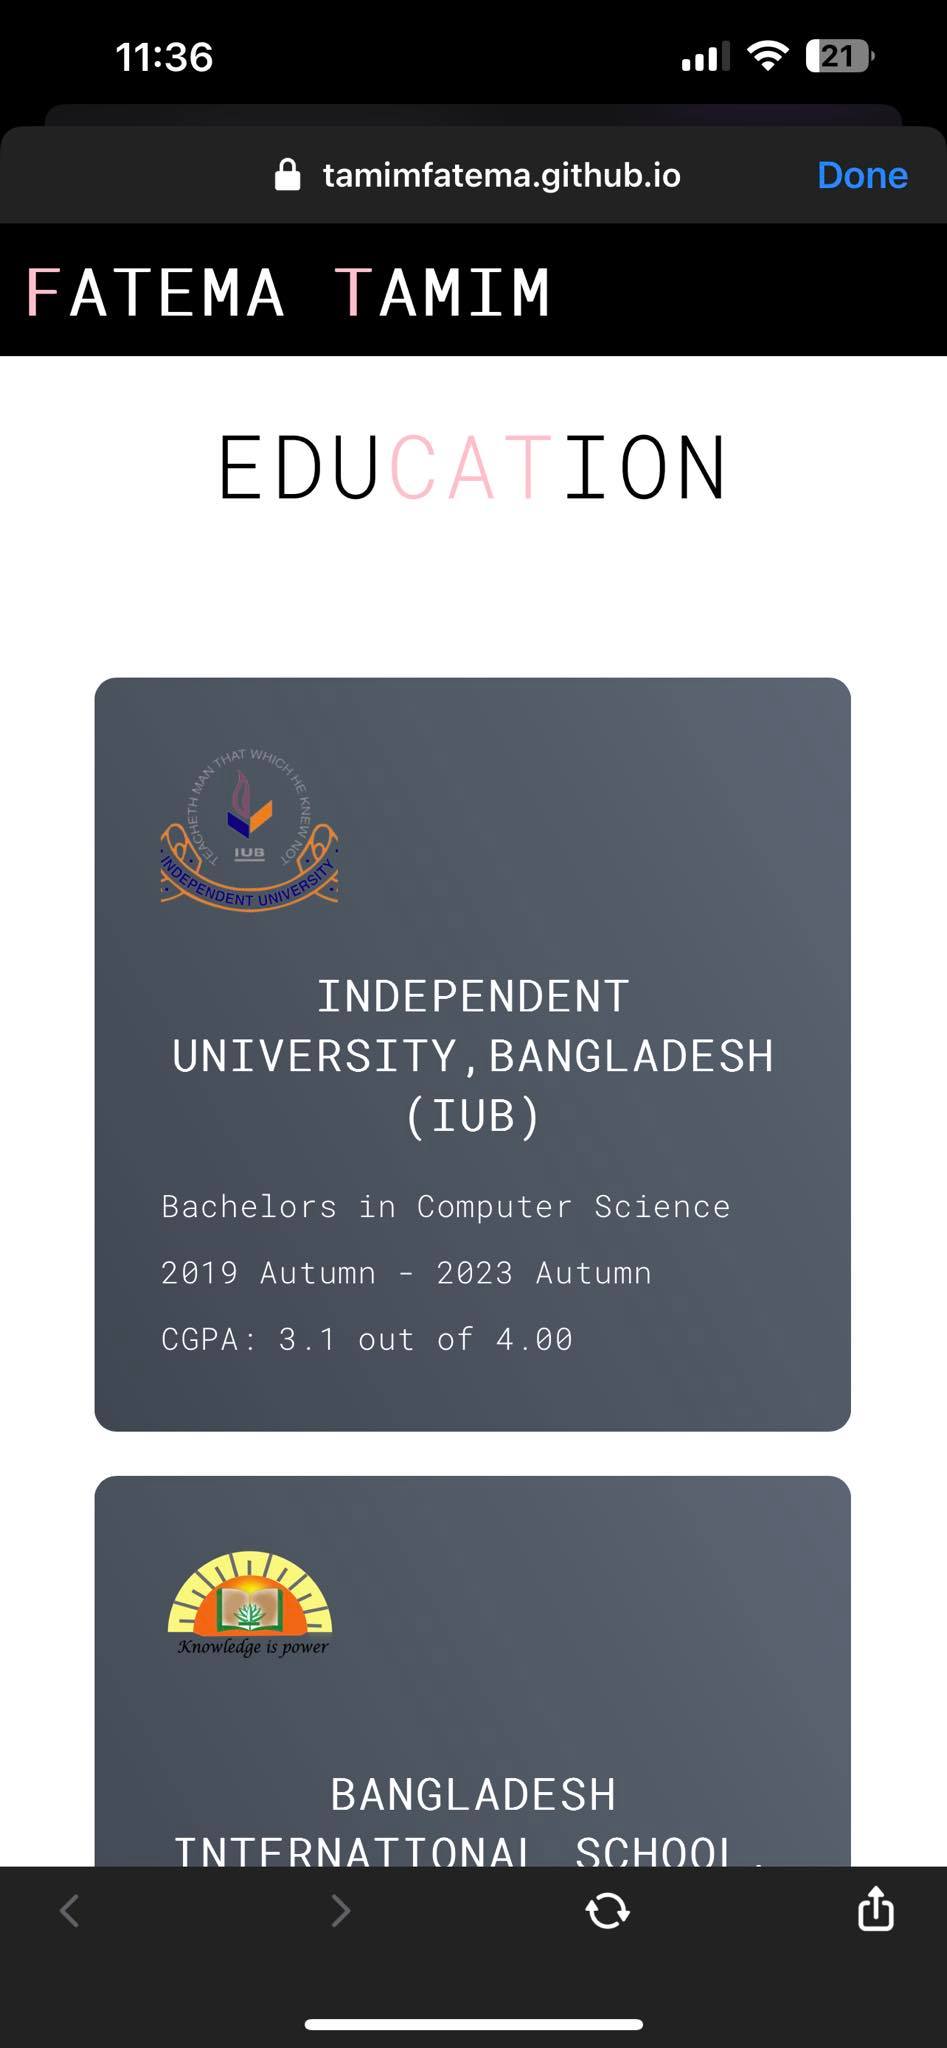 11:36
21
tamimfatema.github.io
Done
FATEMA TAMIM
EDUCATION
TEACHETH MAN THAT WHICH HE KNEW NOT
IUB
INDEPENDENT UNIVERSITY
INDEPENDENT
UNIVERSITY,BANGLADESH
(IUB)
Bachelors in Computer Science
2019 Autumn - 2023 Autumn
CGPA: 3.1 out of 4.00
Knowledge is power
BANGLADESH
INTERNATIONAL SCHOOL,